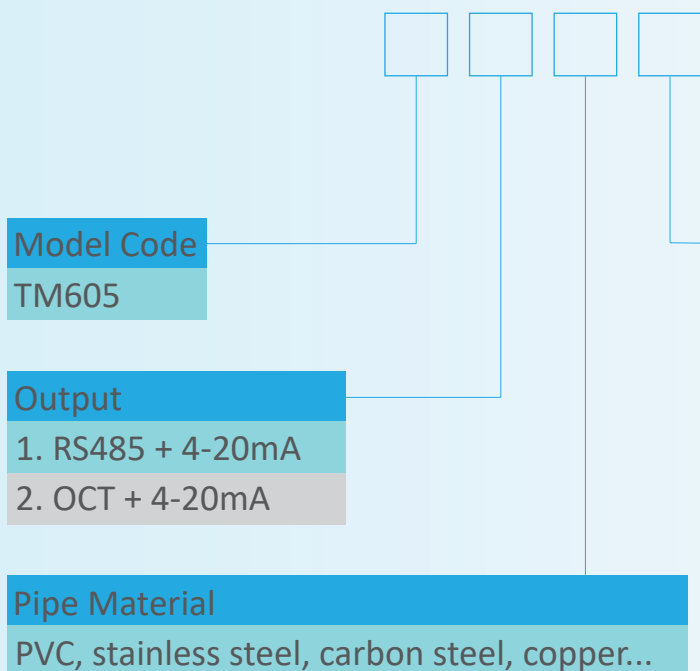 Model Code
TM605
Output
1. RS485 + 4-20mA
2. OCT + 4-20mA
Pipe Material
PVC, stainless steel, carbon steel, copper...